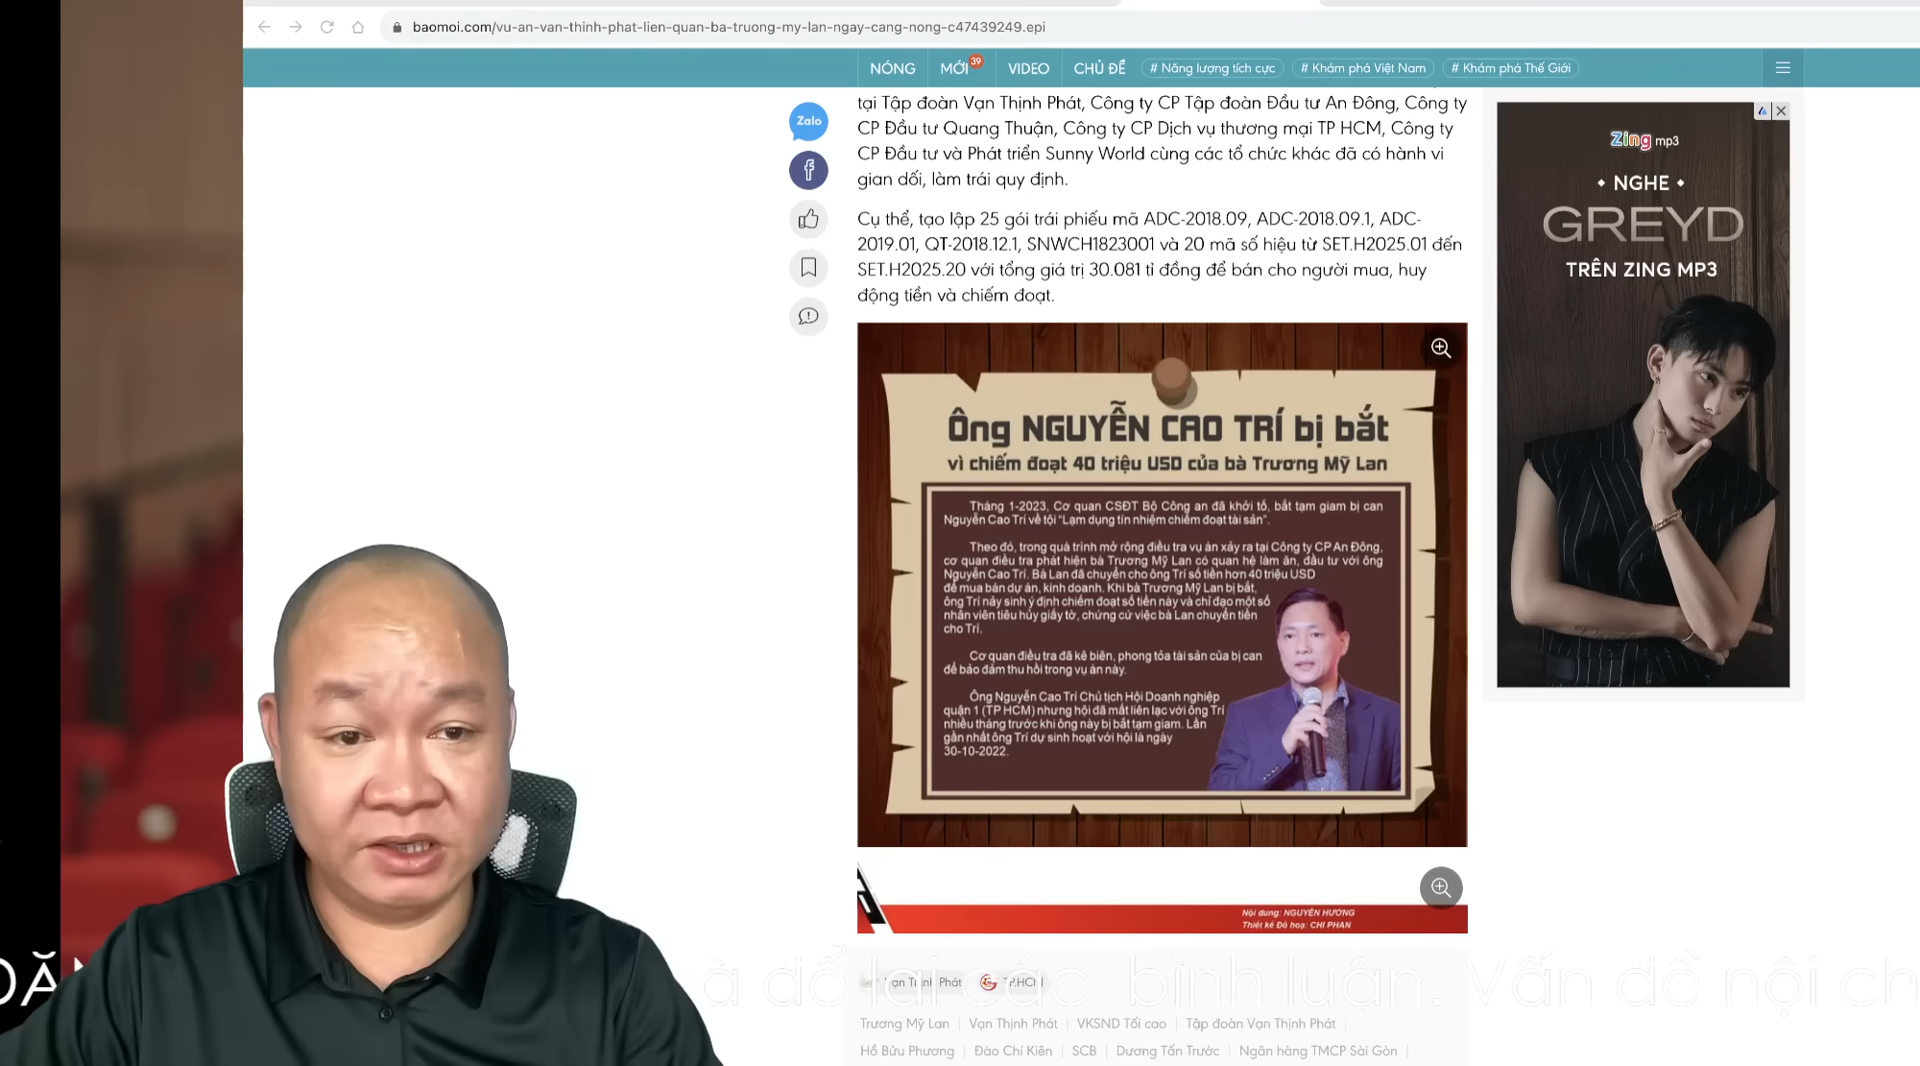 baomoi.com/vu-an-van-thinh-phat-lien-quan-ba-truong-my-lan-ngay-cang-nong-c47439249.epi
NÓNG MỚI 39 VIDEO CHỦ ĐỀ # Năng lượng tích cực # Khám phá Việt Nam # Khám phá Thế Giới
tại Tập đoàn Vạn Thịnh Phát, Công ty CP Tập đoàn Đầu tư An Đông, Công ty
CP Đầu tư Quang Thuận, Công ty CP Dịch vụ thương mại TP HCM, Công ty
CP Đầu tư và Phát triển Sunny World cùng các tổ chức khác đã có hành vi
gian dối, làm trái quy định.
Cụ thể, tạo lập 25 gói trái phiếu mã ADC-2018.09, ADC-2018.09.1, ADC-
2019.01, QT-2018.12.1, SNWCH1823001 và 20 mã số hiệu từ SET.H2025.01 đến
SET.H2025.20 với tổng giá trị 30.081 tỉ đồng để bán cho người mua, huy
động tiền và chiếm đoạt.
Zalo
Ông NGUYỄN CAO TRÍ bị bắt
vì chiếm đoạt 40 triệu USD của bà Trương Mỹ Lan
Tháng 1-2023, Cơ quan CSĐT Bộ Công an đã khởi tố, bắt tạm giam bị can
Nguyễn Cao Trí về tội "Lạm dụng tín nhiệm chiếm đoạt tài sản".
Theo đó, trong quá trình mở rộng điều tra vụ án xảy ra tại Công ty CP An Đông,
cơ quan điều tra phát hiện bà Trương Mỹ Lan có quan hệ làm ăn, đầu tư với ông
Nguyễn Cao Trí. Bà Lan đã chuyển cho ông Trí số tiền hơn 40 triệu USD
để mua bán dự án, kinh doanh. Khi bà Trương Mỹ Lan bị bắt,
ông Trí nảy sinh ý định chiếm đoạt số tiền này và chỉ đạo một số
nhân viên tiêu hủy giấy tờ, chứng cứ việc bà Lan chuyển tiền
cho Trí.
Cơ quan điều tra đã kê biên, phong tỏa tài sản của bị can
để bảo đảm thu hồi trong vụ án này.
Ông Nguyễn Cao Trí Chủ tịch Hội Doanh nghiệp
quận 1 (TP HCM) nhưng hội đã mất liên lạc với ông Trí
nhiều tháng trước khi ông này bị bắt tạm giam. Lần
gần nhất ông Trí dự sinh hoạt với hội là ngày
30-10-2022.
Nội dung: NGUYỄN HƯỞNG
Thiết kế Đồ hoạ: CHI PHAN
Zing mp3
• NGHE •
GREYD
TRÊN ZING MP3
Vạn Thịnh Phát TP.HCM
và đổ lại các bình luận. Vấn đồ nội ch
Trương Mỹ Lan | Vạn Thịnh Phát | VKSND Tối cao | Tập đoàn Vạn Thịnh Phát |
Hồ Bửu Phương | Đào Chí Kiên | SCB | Dương Tấn Trước | Ngân hàng TMCP Sài Gòn |